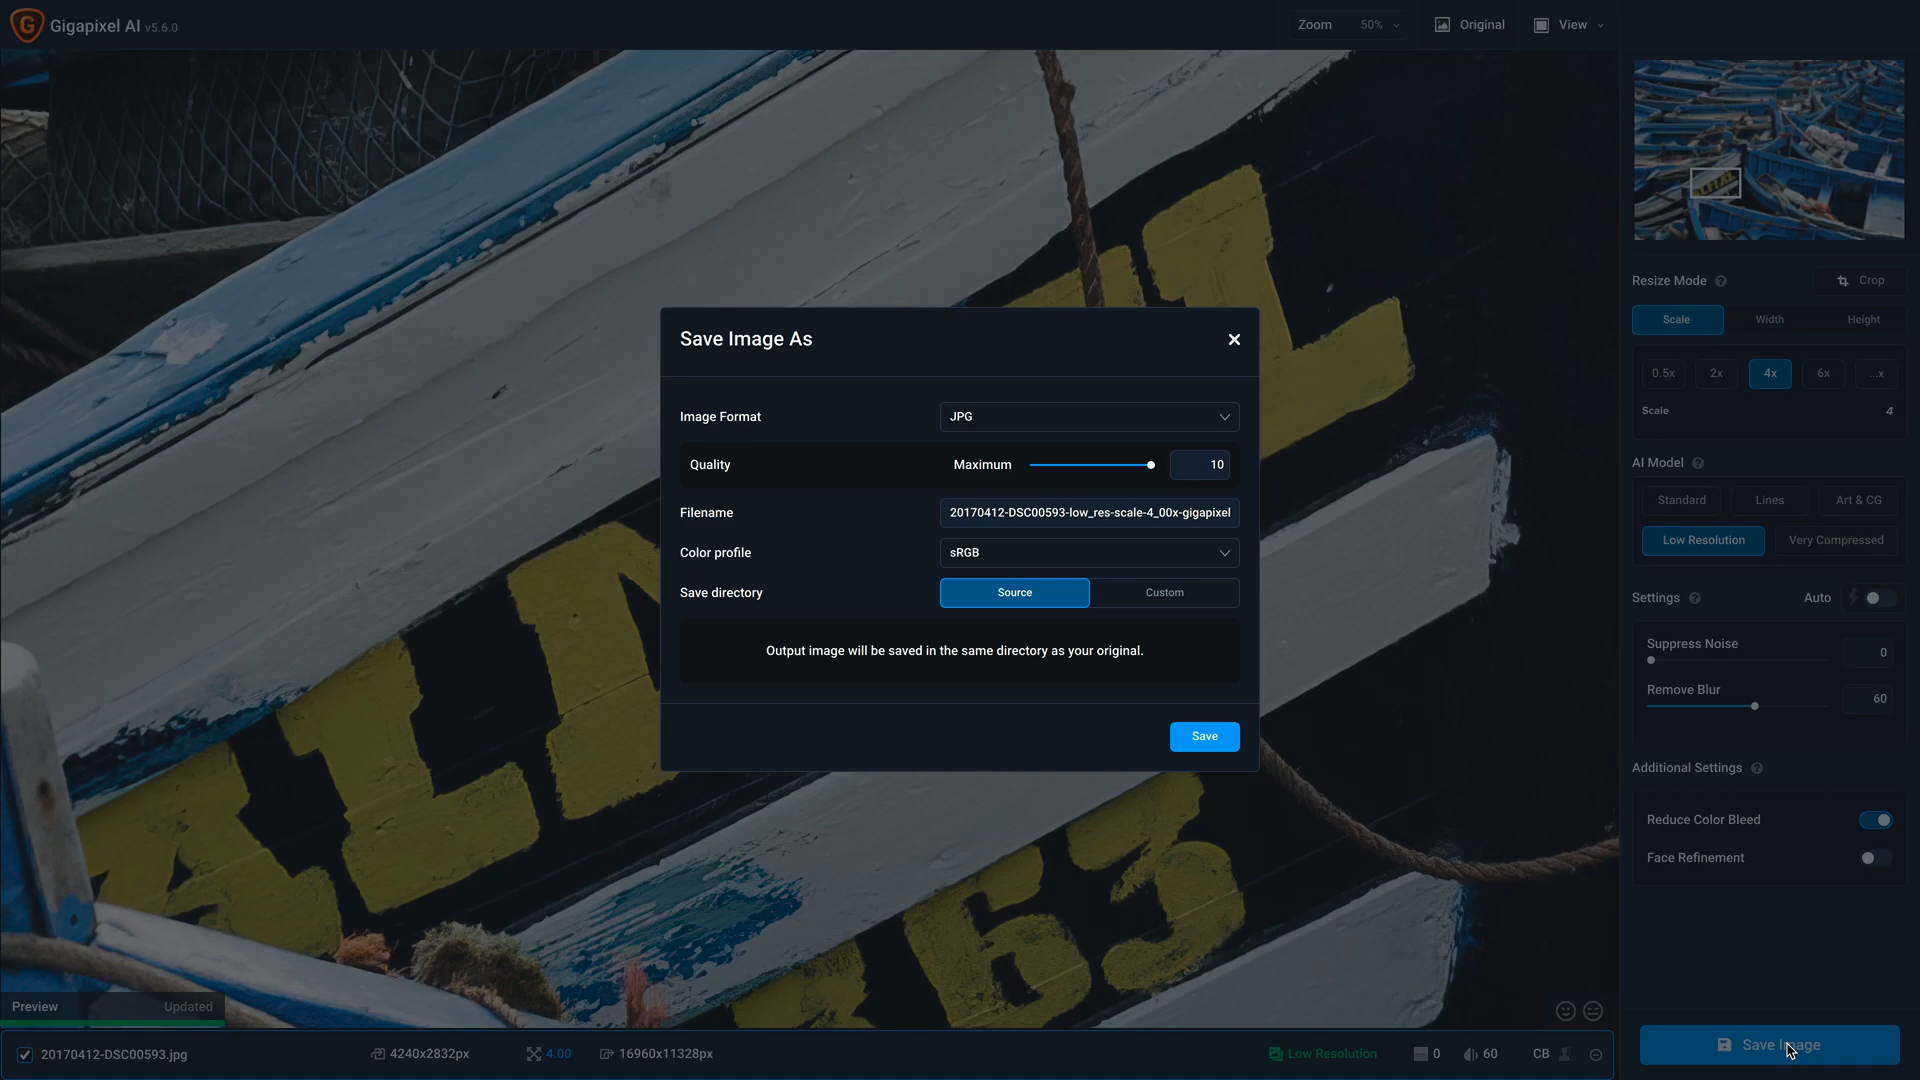 Gigapixel AI v5.6.0
Zoom 50% Original View
Save Image As
Image Format JPG
Quality Maximum 10
Filename 20170412-DSC00593-low_res-scale-4_00x-gigapixel
Color profile sRGB
Save directory Source Custom
Output image will be saved in the same directory as your original.
Save
Resize Mode Crop
Scale Width Height
0.5x 2x 4x 6x ...x
Scale 4
AI Model
Standard Lines Art & CG
Low Resolution Very Compressed
Settings Auto
Suppress Noise 0
Remove Blur 60
Additional Settings
Reduce Color Bleed
Face Refinement
Preview Updated
20170412-DSC00593.jpg 4240x2832px 4.00 16960x11328px Low Resolution 0 60 CB
Save Image